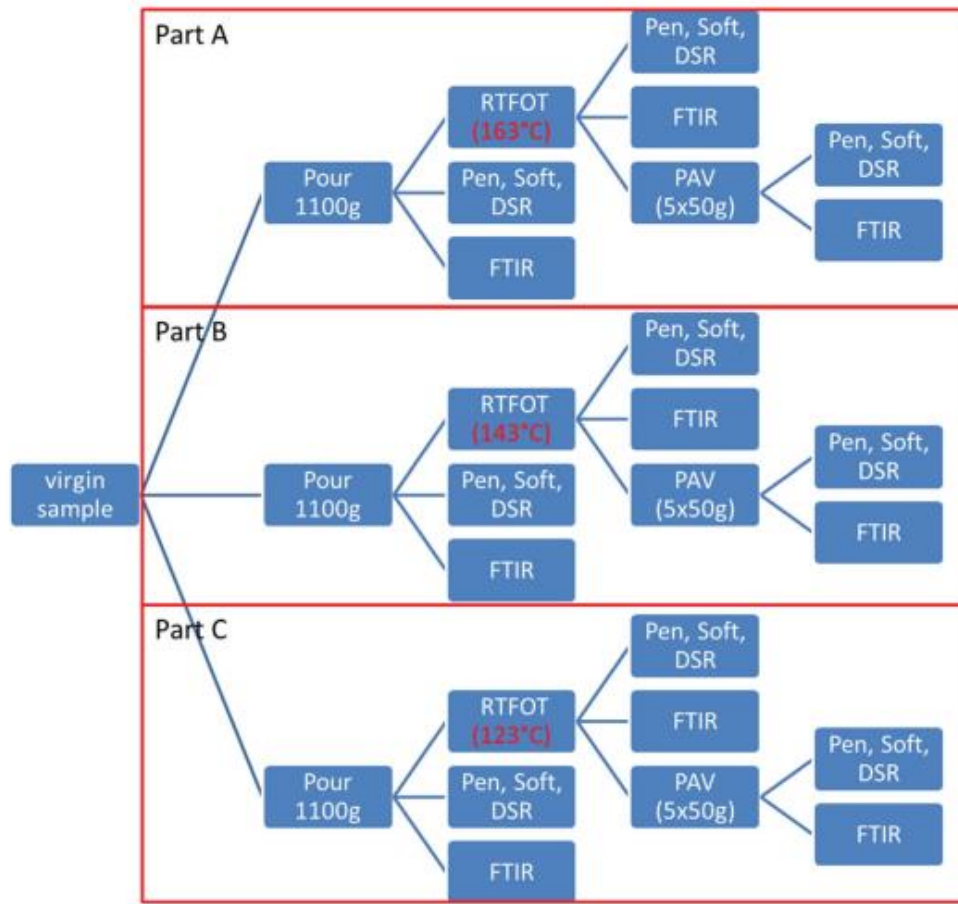 Part A
Pen, Soft,
DSR
RTFOT
(163°C)
FTIR
Pen, Soft,
DSR
Pour
1100g
Pen, Soft,
DSR
PAV
(5x50g)
FTIR
FTIR
Part B
Pen, Soft,
DSR
RTFOT
(143°C)
FTIR
Pen, Soft,
DSR
virgin
sample
Pour
1100g
Pen, Soft,
DSR
PAV
(5x50g)
FTIR
FTIR
Part C
Pen, Soft,
DSR
RTFOT
(123°C)
FTIR
Pen, Soft,
DSR
Pour
1100g
Pen, Soft,
DSR
PAV
(5x50g)
FTIR
FTIR